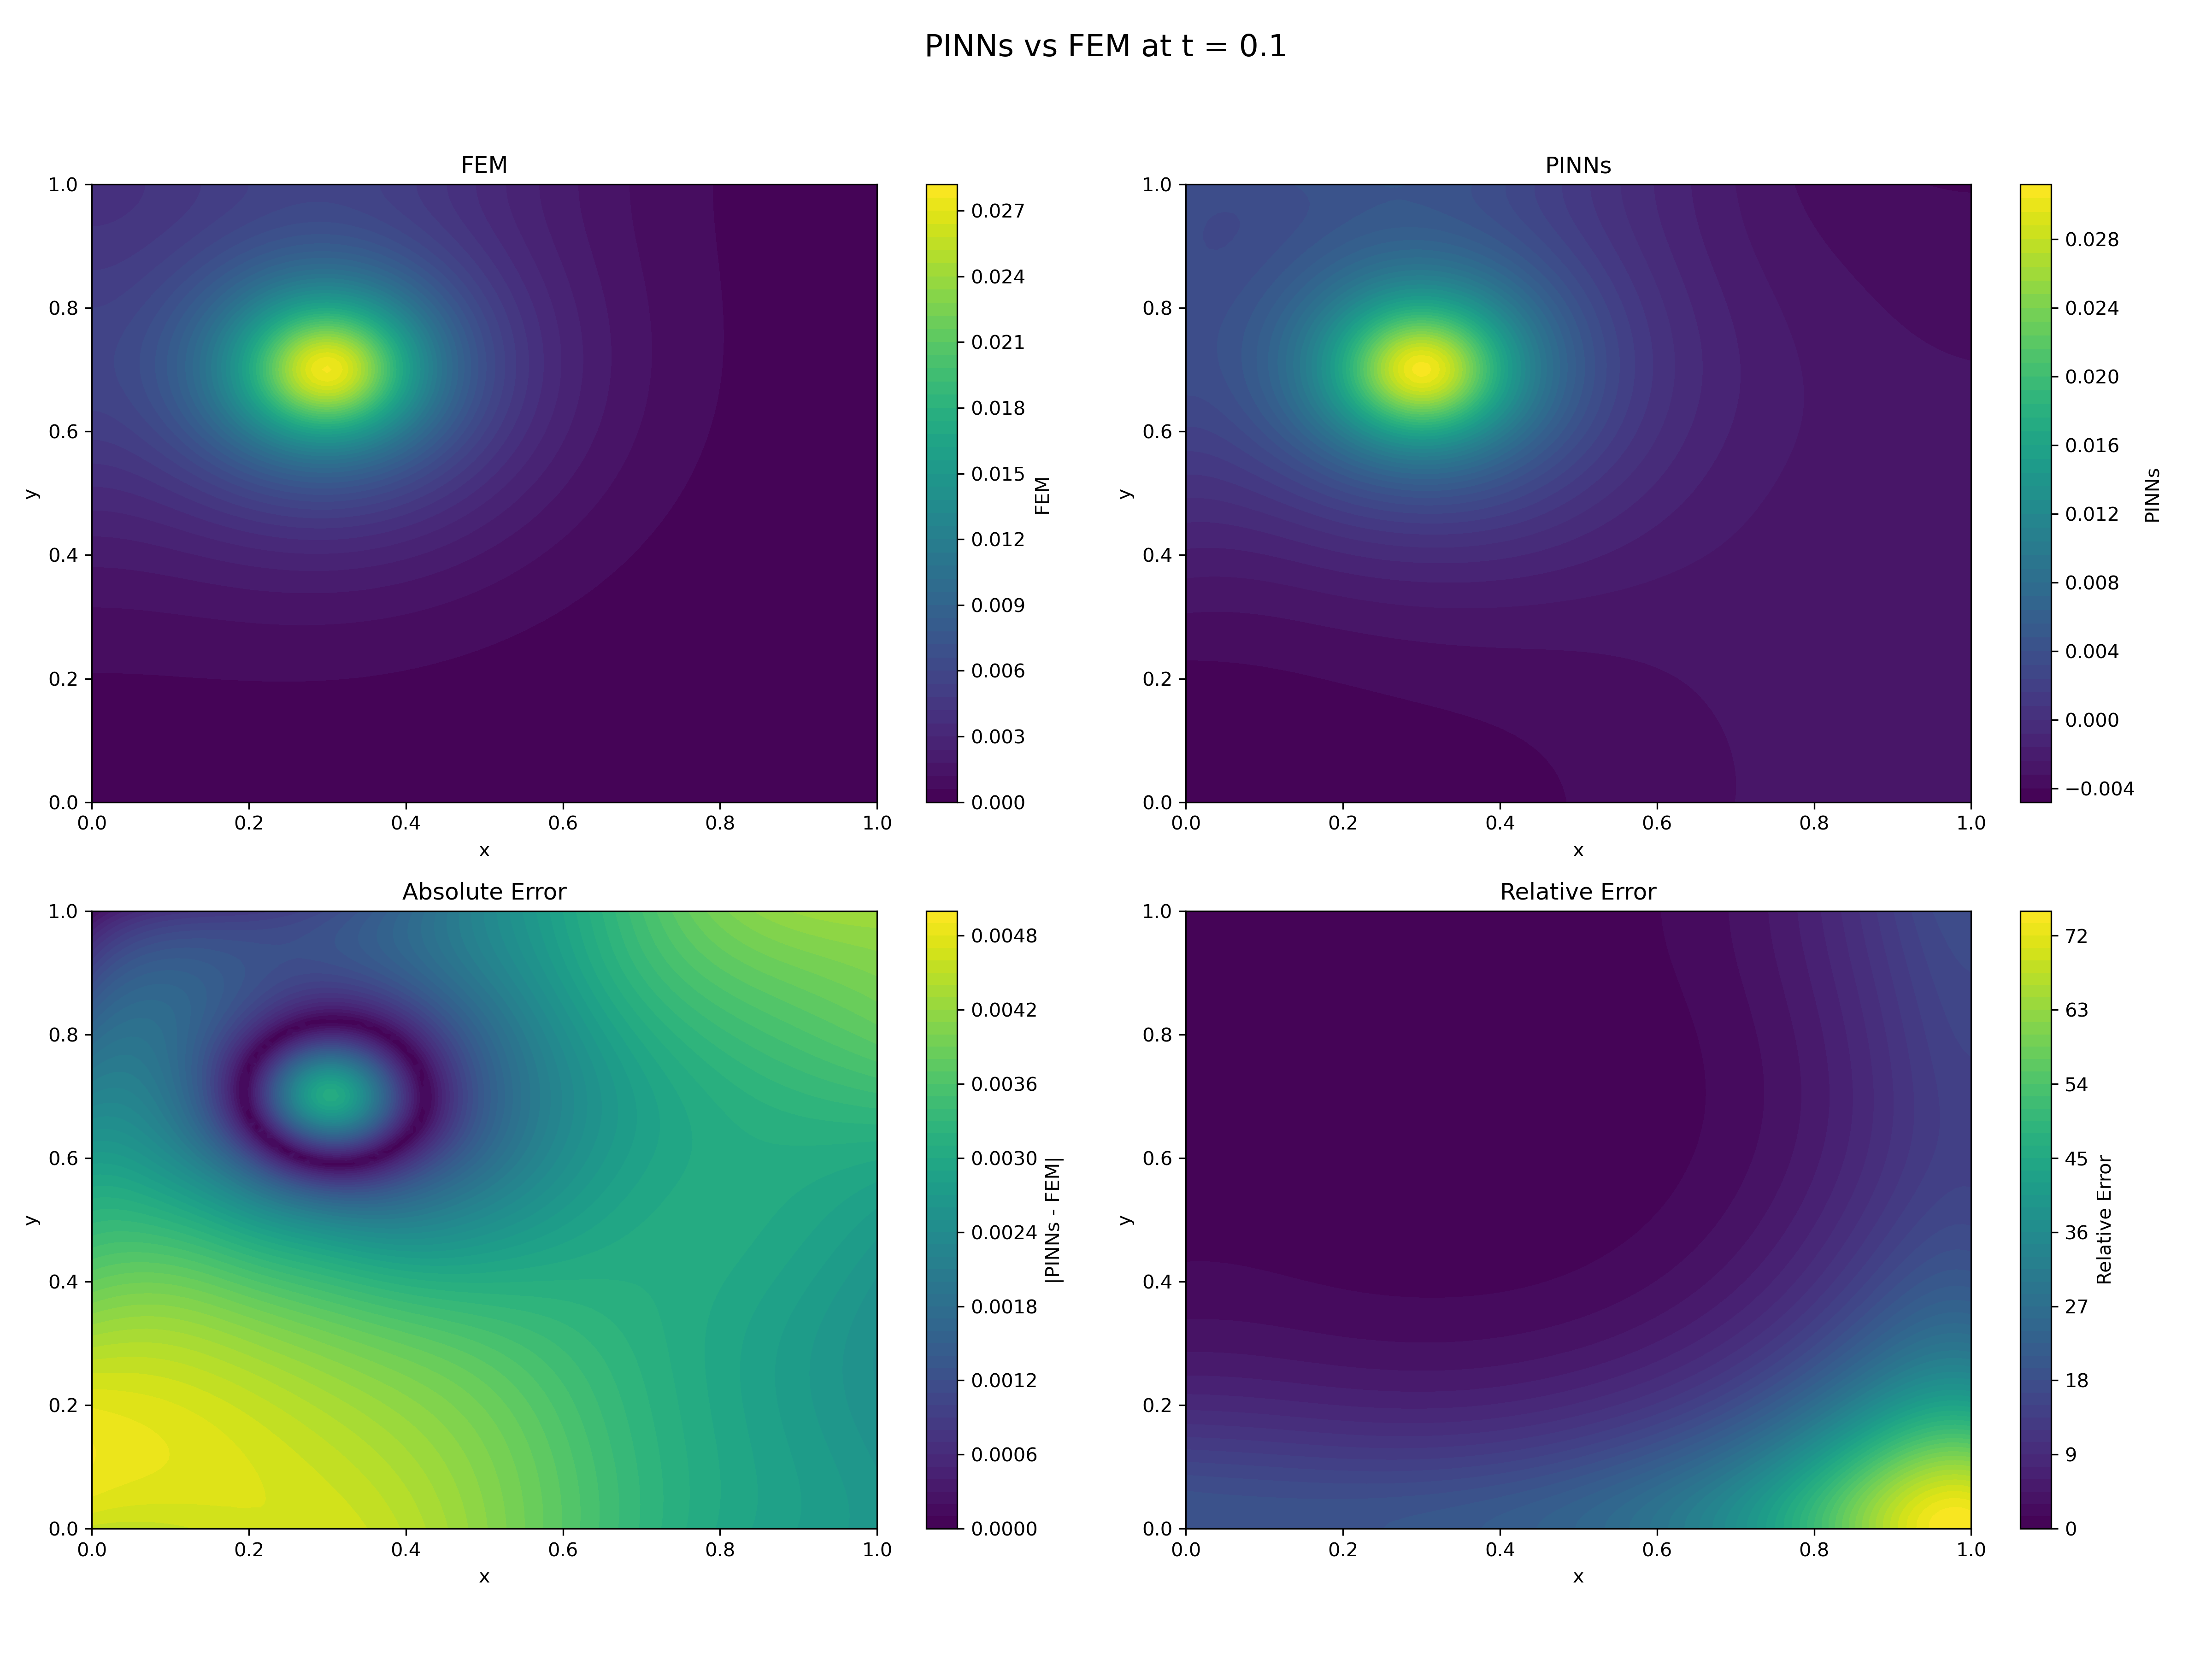 PINNs vs FEM at t = 0.1
FEM
1.0
0.8
0.6
0.4
0.2
0.0
y
0.0 0.2 0.4 0.6 0.8 1.0
x
0.027
0.024
0.021
0.018
0.015
0.012
0.009
0.006
0.003
0.000
FEM
PINNs
1.0
0.8
0.6
0.4
0.2
0.0
y
0.0 0.2 0.4 0.6 0.8 1.0
x
0.028
0.024
0.020
0.016
0.012
0.008
0.004
0.000
−0.004
PINNs
Absolute Error
1.0
0.8
0.6
0.4
0.2
0.0
y
0.0 0.2 0.4 0.6 0.8 1.0
x
0.0048
0.0042
0.0036
0.0030
0.0024
0.0018
0.0012
0.0006
0.0000
|PINNs - FEM|
Relative Error
1.0
0.8
0.6
0.4
0.2
0.0
y
0.0 0.2 0.4 0.6 0.8 1.0
x
72
63
54
45
36
27
18
9
0
Relative Error